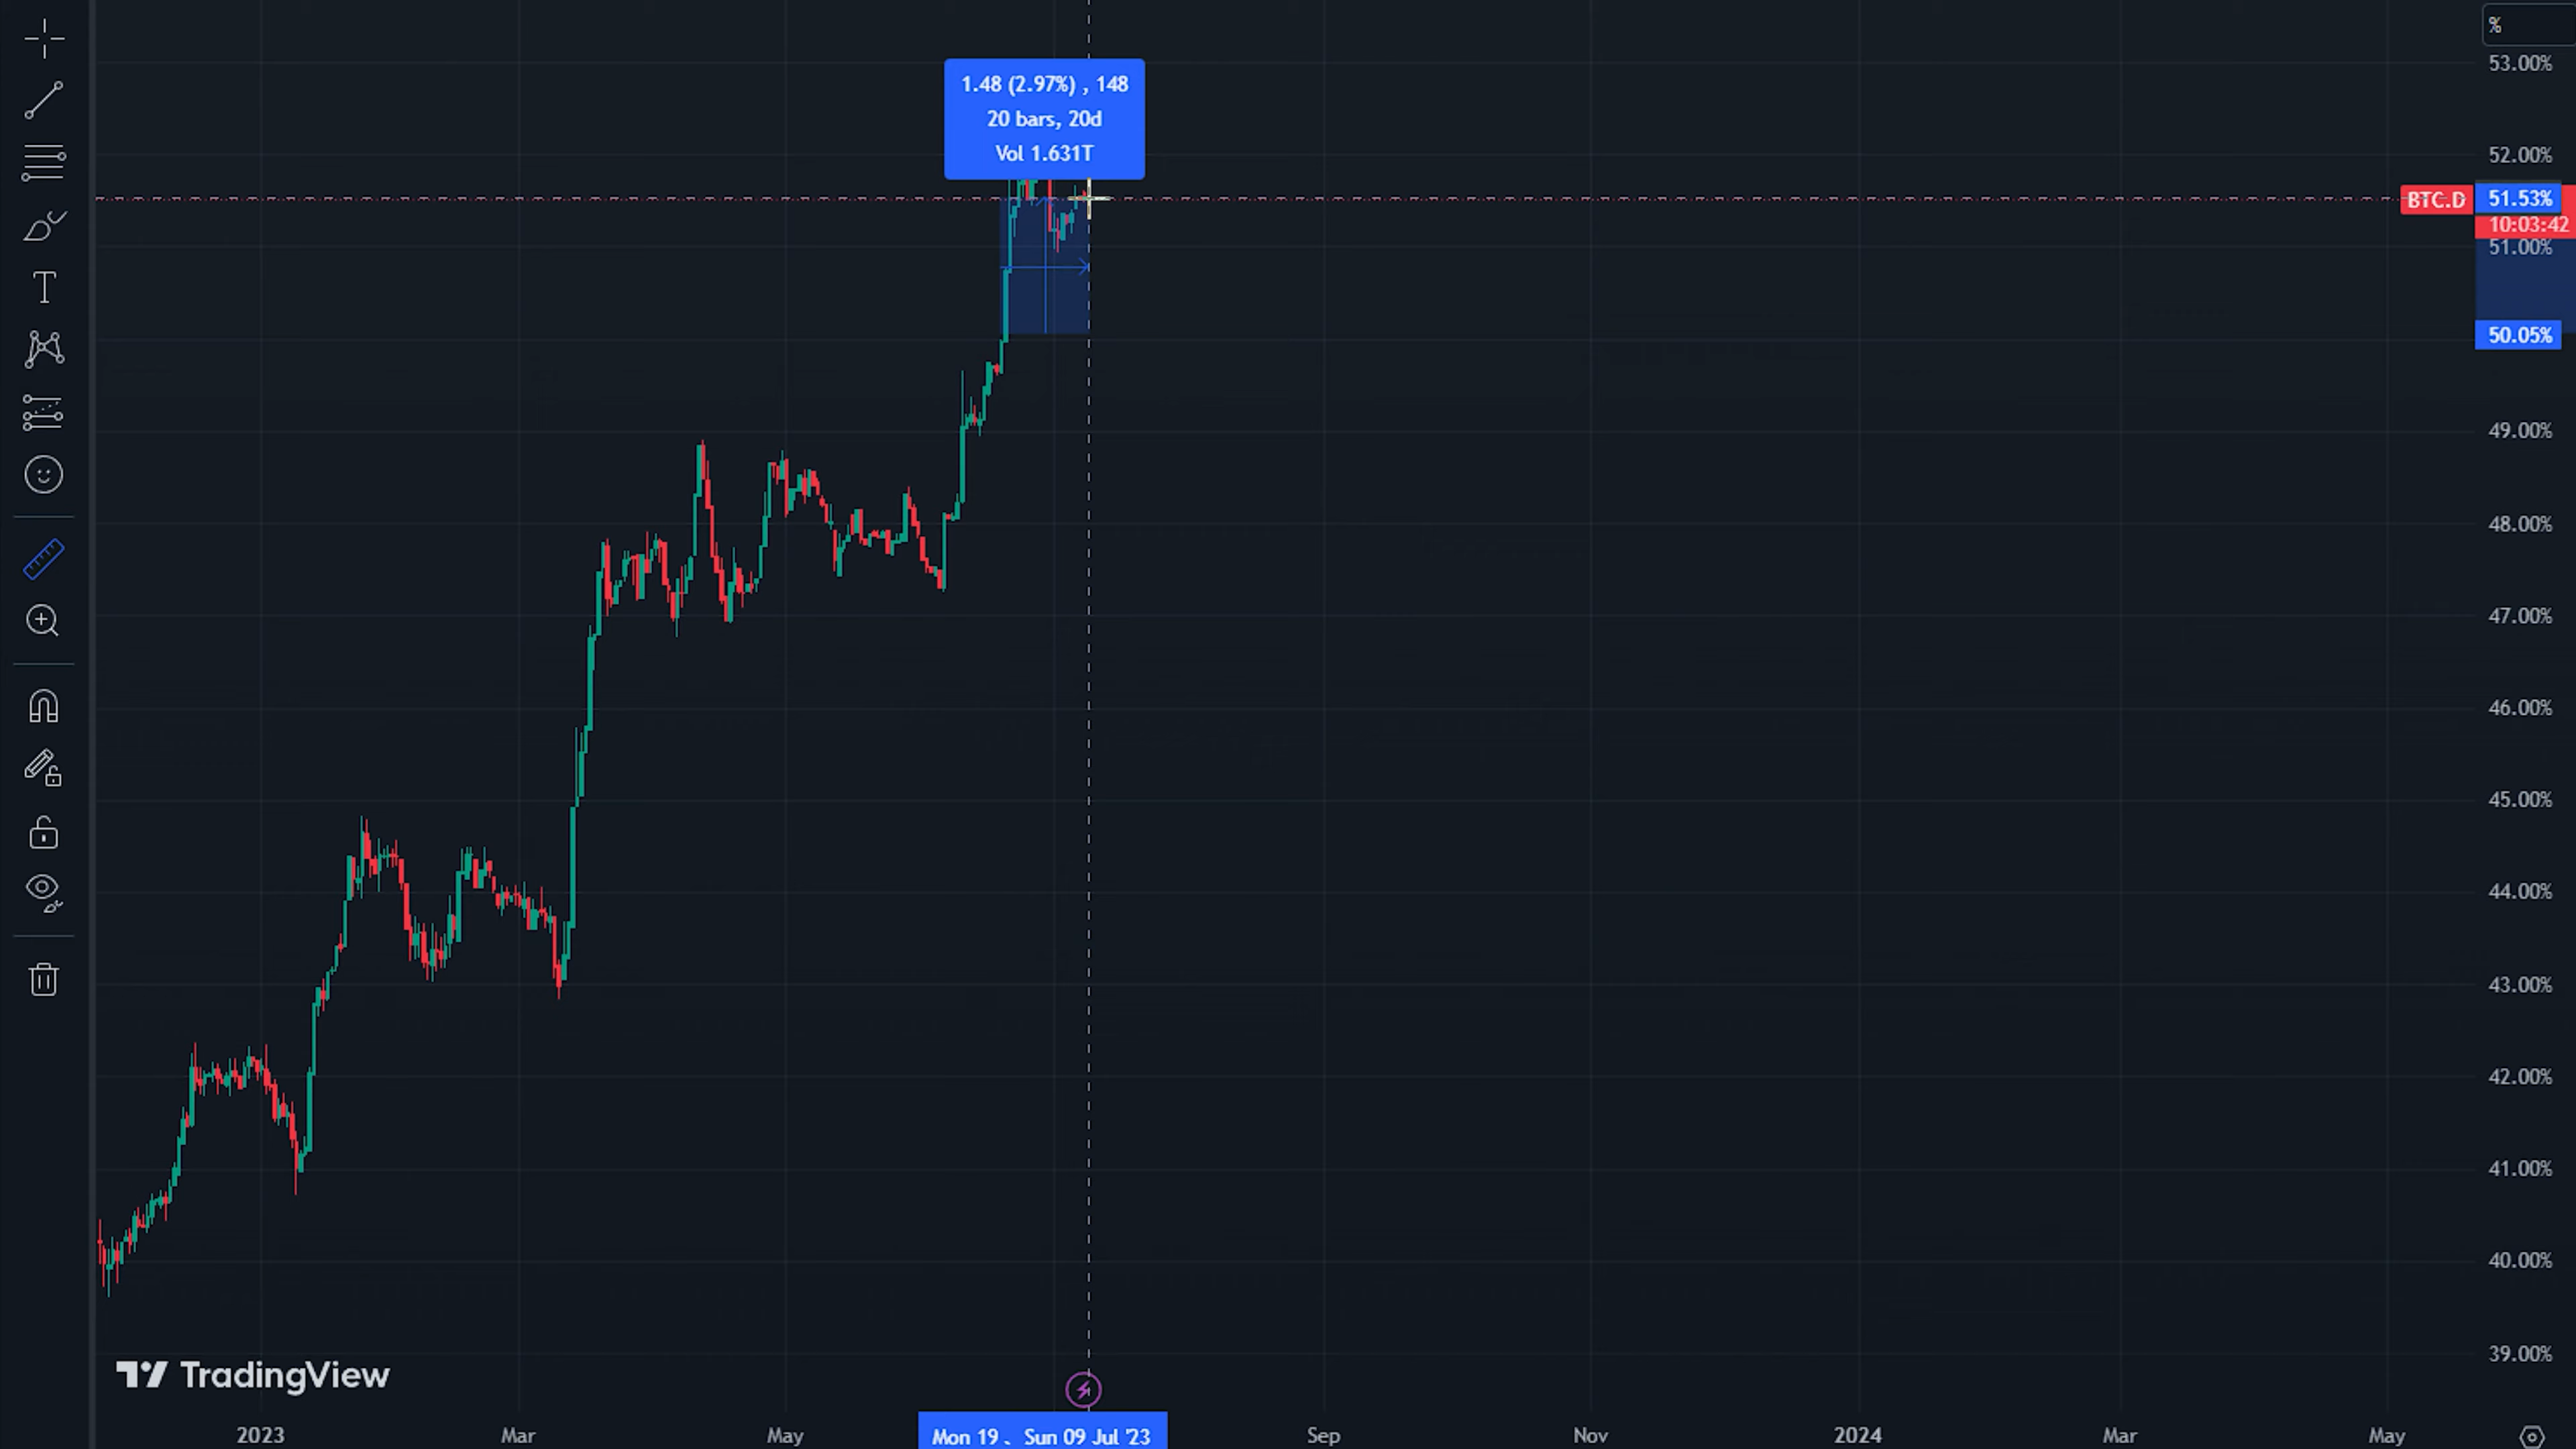 %
53.00%
1.48 (2.97%) , 148
20 bars, 20d
Vol 1.631T
52.00%
BTC.D 51.53%
10:03:42
51.00%
50.05%
49.00%
48.00%
47.00%
46.00%
45.00%
44.00%
43.00%
42.00%
41.00%
40.00%
39.00%
TradingView
2023 Mar May Mon 19 Sun 09 Jul '23 Sep Nov 2024 Mar May